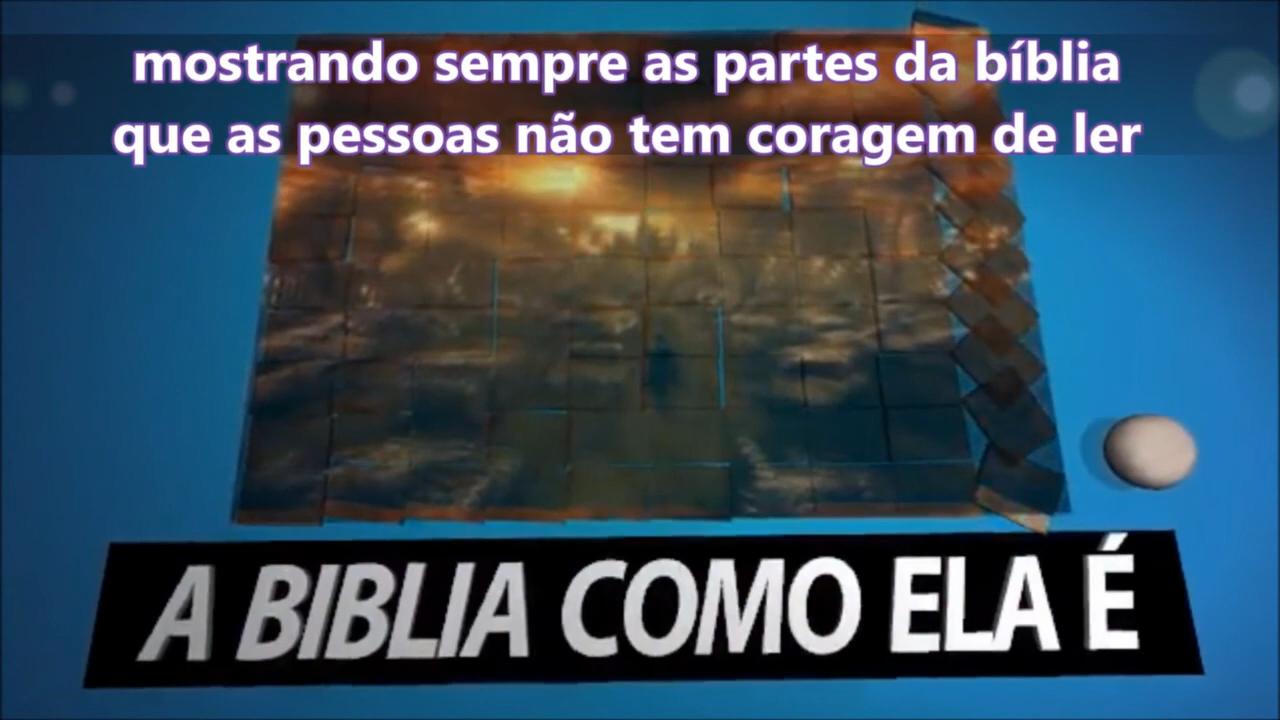 mostrando sempre as partes da bíblia
que as pessoas não tem coragem de ler
A BIBLIA COMO ELA É